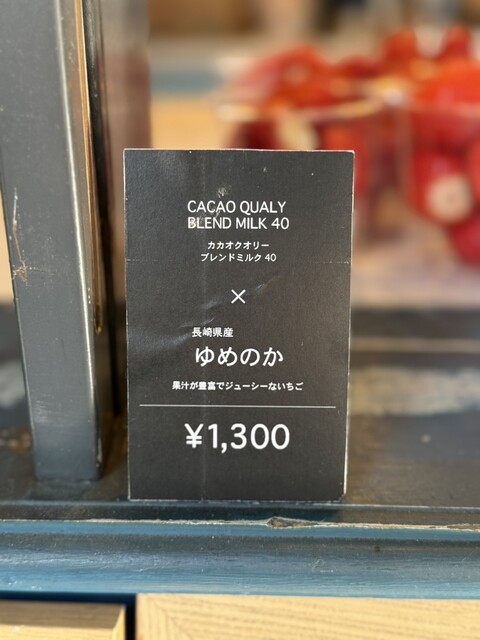 CACAO QUALY
BLEND MILK 40
カカオクオリー
ブレンドミルク 40
×
長崎県産
ゆめのか
果汁が豊富でジューシーないちご
¥1,300